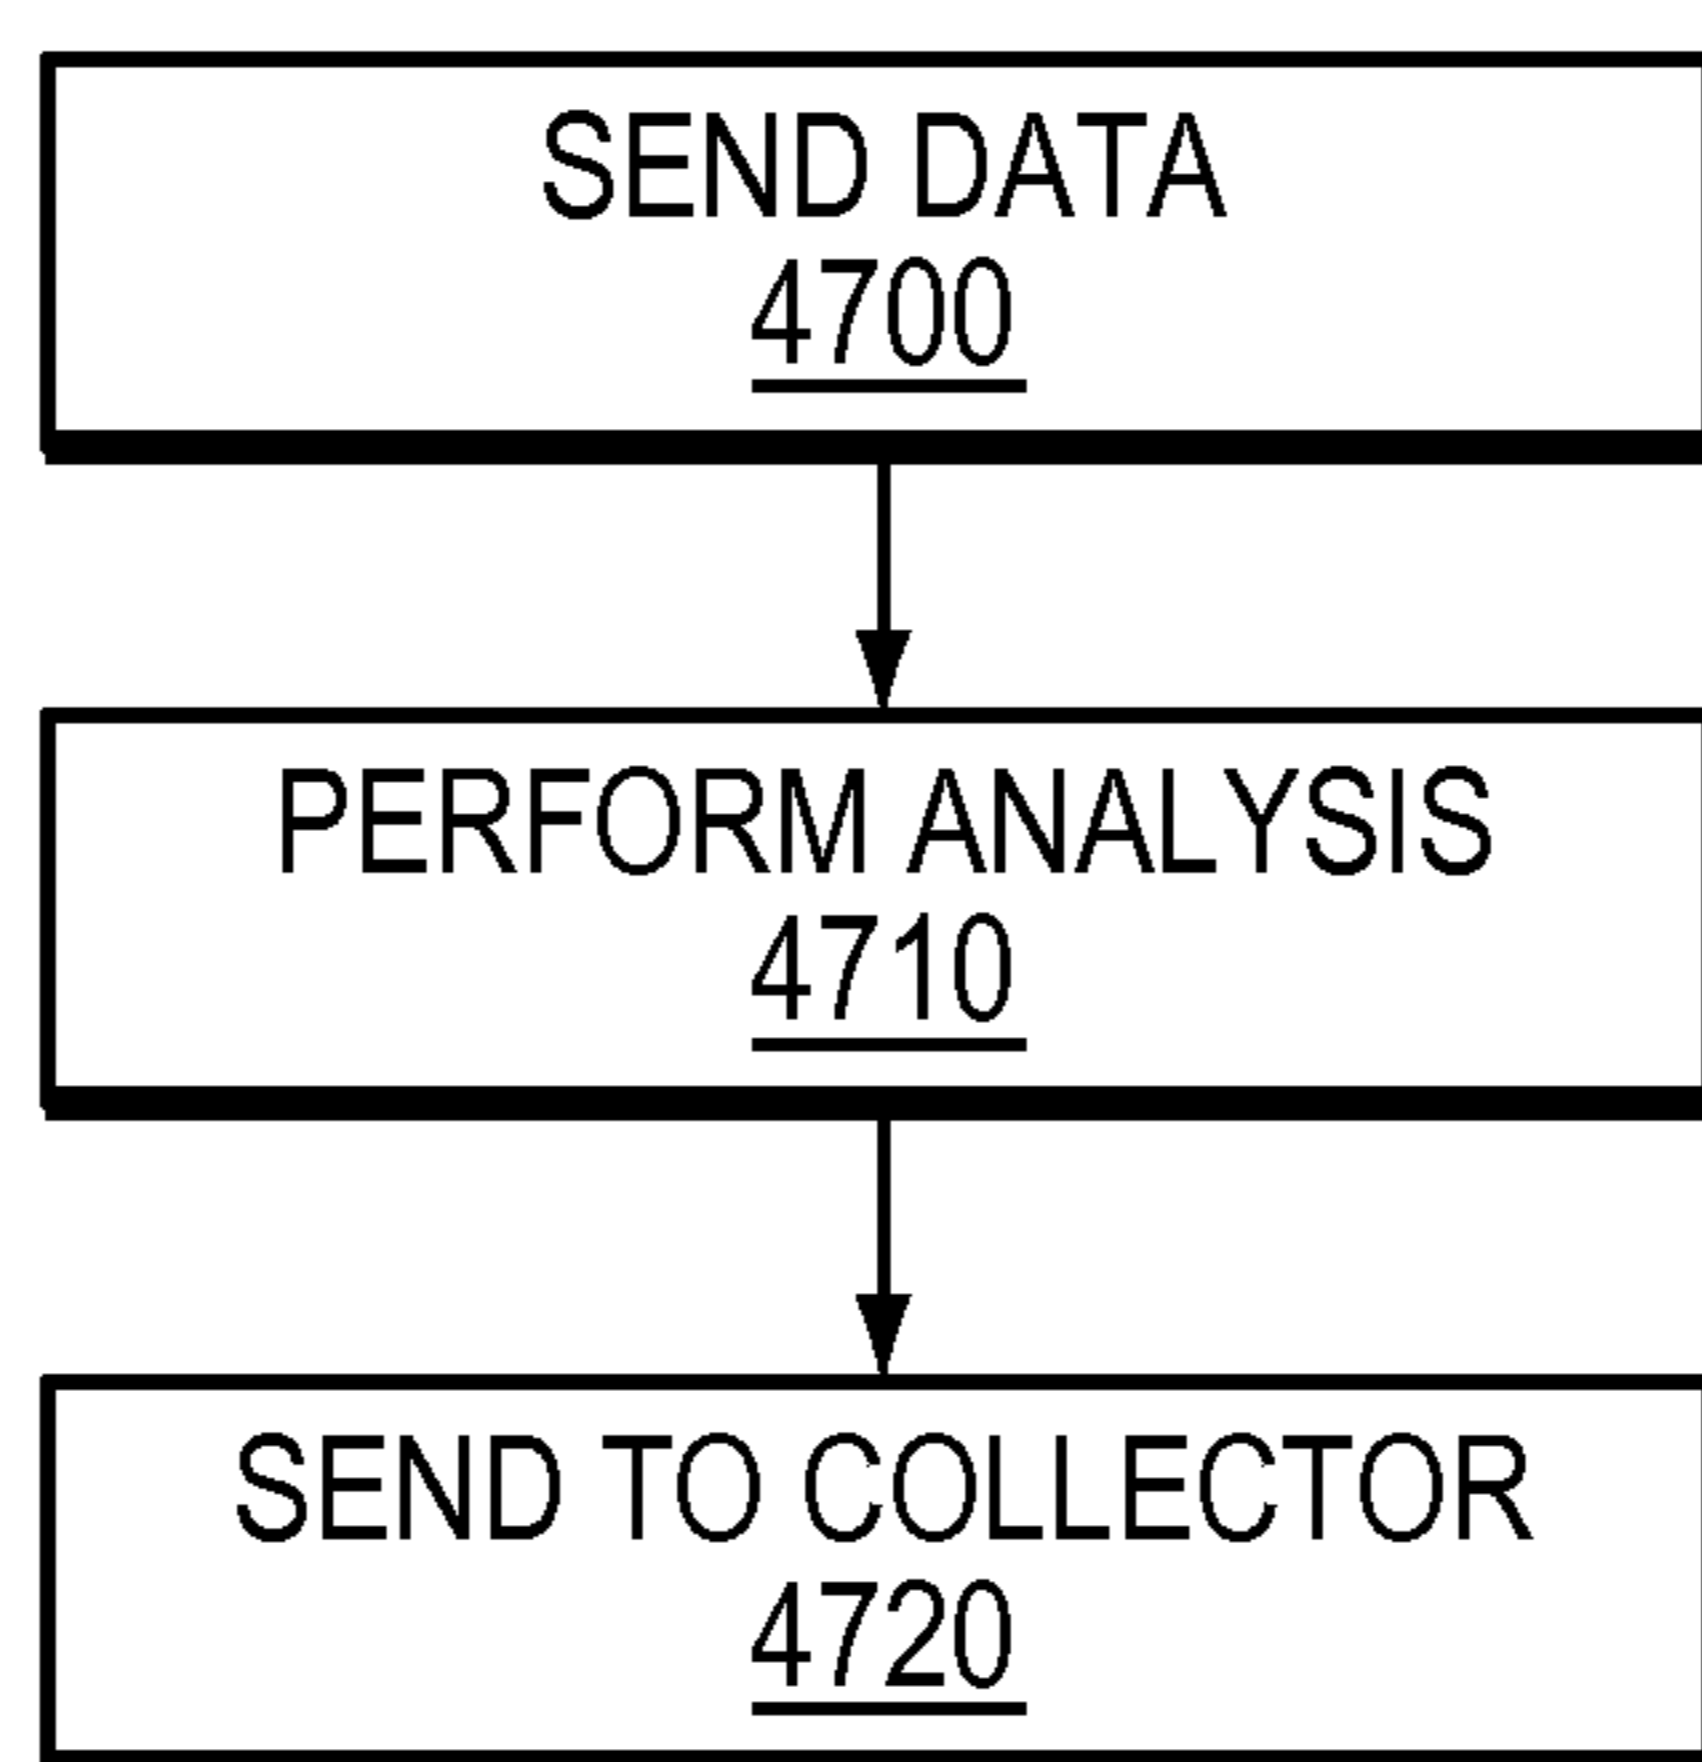 SEND DATA
4700
PERFORM ANALYSIS
4710
SEND TO COLLECTOR
4720